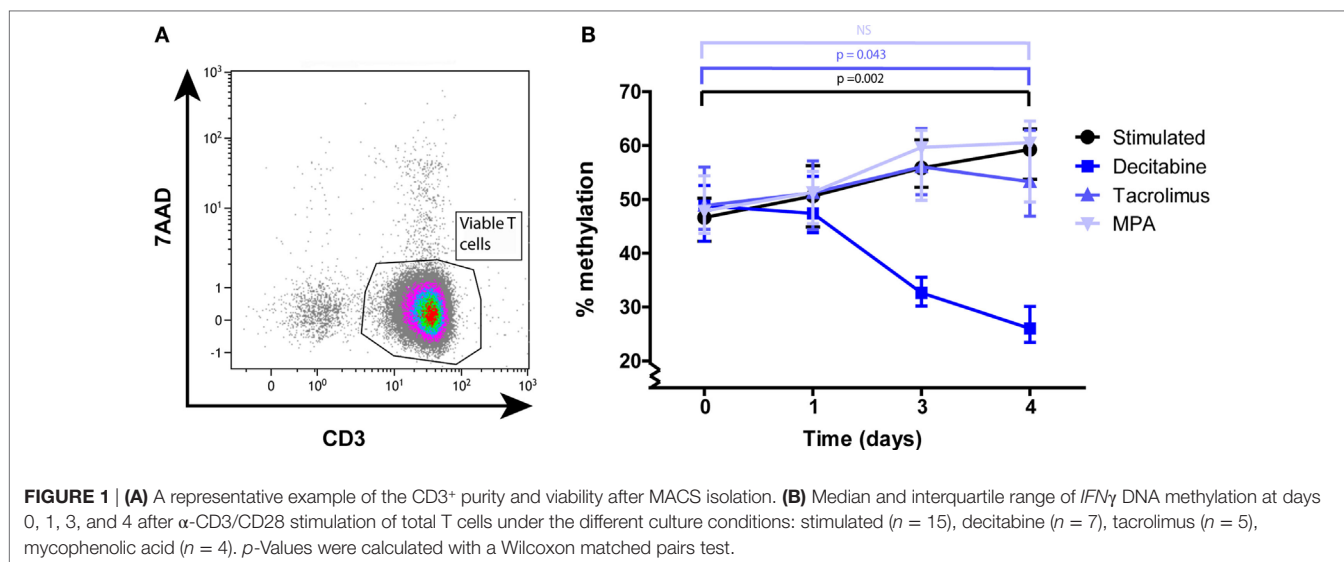 A
10³
10²
10¹
1
0
-1
7AAD
Viable T
cells
0
10⁰
10¹
10²
10³
CD3
B
NS
p = 0.043
p =0.002
70
60
50
40
30
20
% methylation
0
1
3
4
Time (days)
Stimulated
Decitabine
Tacrolimus
MPA
FIGURE 1 | (A) A representative example of the CD3⁺ purity and viability after MACS isolation. (B) Median and interquartile range of IFNγ DNA methylation at days
0, 1, 3, and 4 after α-CD3/CD28 stimulation of total T cells under the different culture conditions: stimulated (n = 15), decitabine (n = 7), tacrolimus (n = 5),
mycophenolic acid (n = 4). p-Values were calculated with a Wilcoxon matched pairs test.